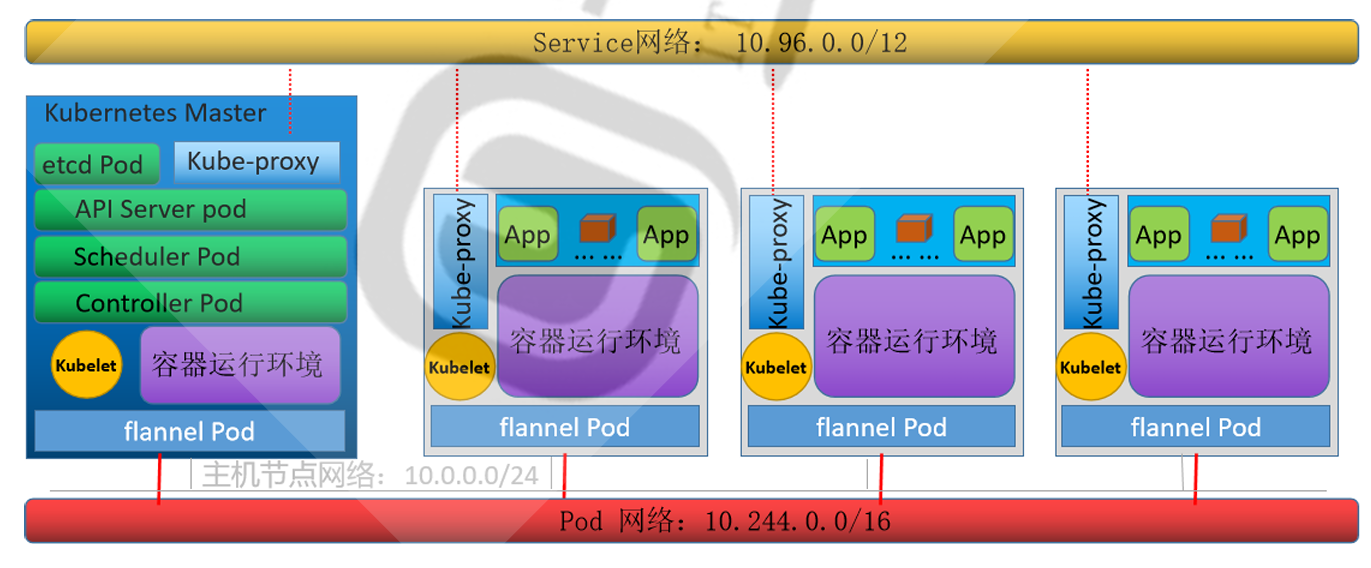 Service网络: 10.96.0.0/12
Kubernetes Master
etcd Pod
Kube-proxy
API Server pod
Scheduler Pod
Controller Pod
Kubelet
容器运行环境
flannel Pod
Kube-proxy
App
... ...
App
容器运行环境
Kubelet
flannel Pod
Kube-proxy
App
... ...
App
容器运行环境
Kubelet
flannel Pod
Kube-proxy
App
... ...
App
容器运行环境
Kubelet
flannel Pod
主机节点网络: 10.0.0.0/24
Pod 网络: 10.244.0.0/16